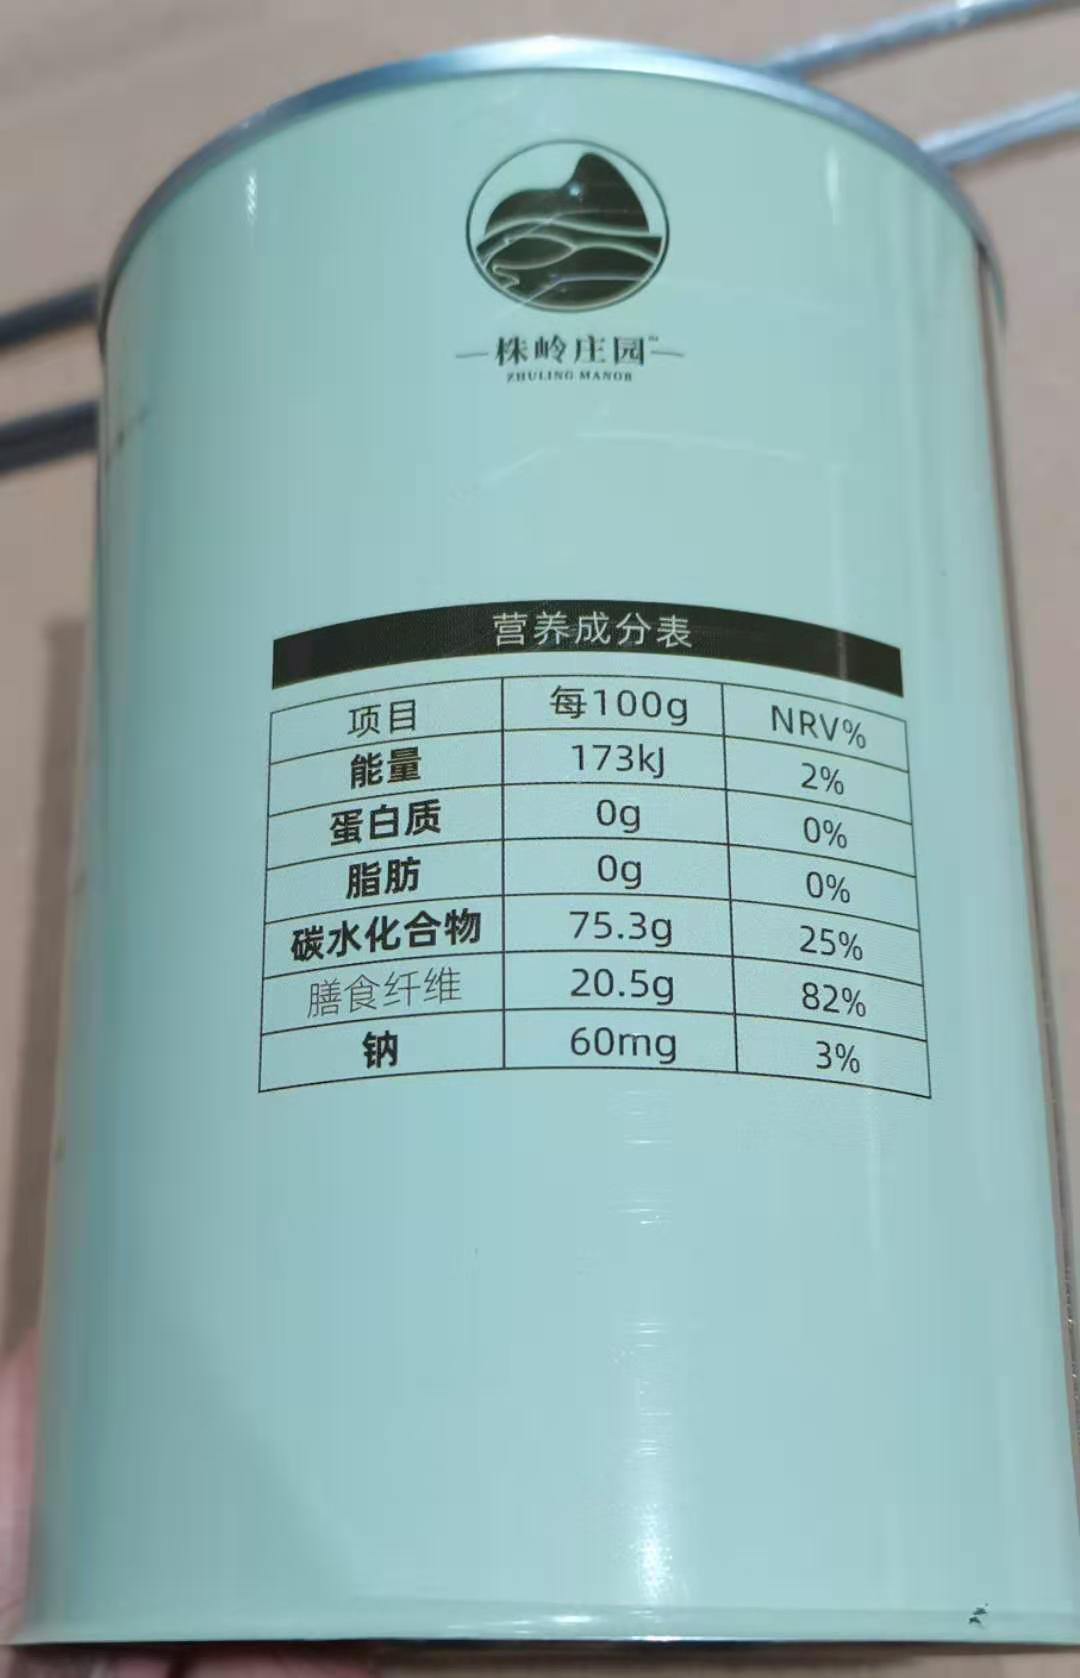 株岭庄园
ZHULING MANOR
营养成分表
项目 每100g NRV%
能量 173kJ 2%
蛋白质 0g 0%
脂肪 0g 0%
碳水化合物 75.3g 25%
膳食纤维 20.5g 82%
钠 60mg 3%